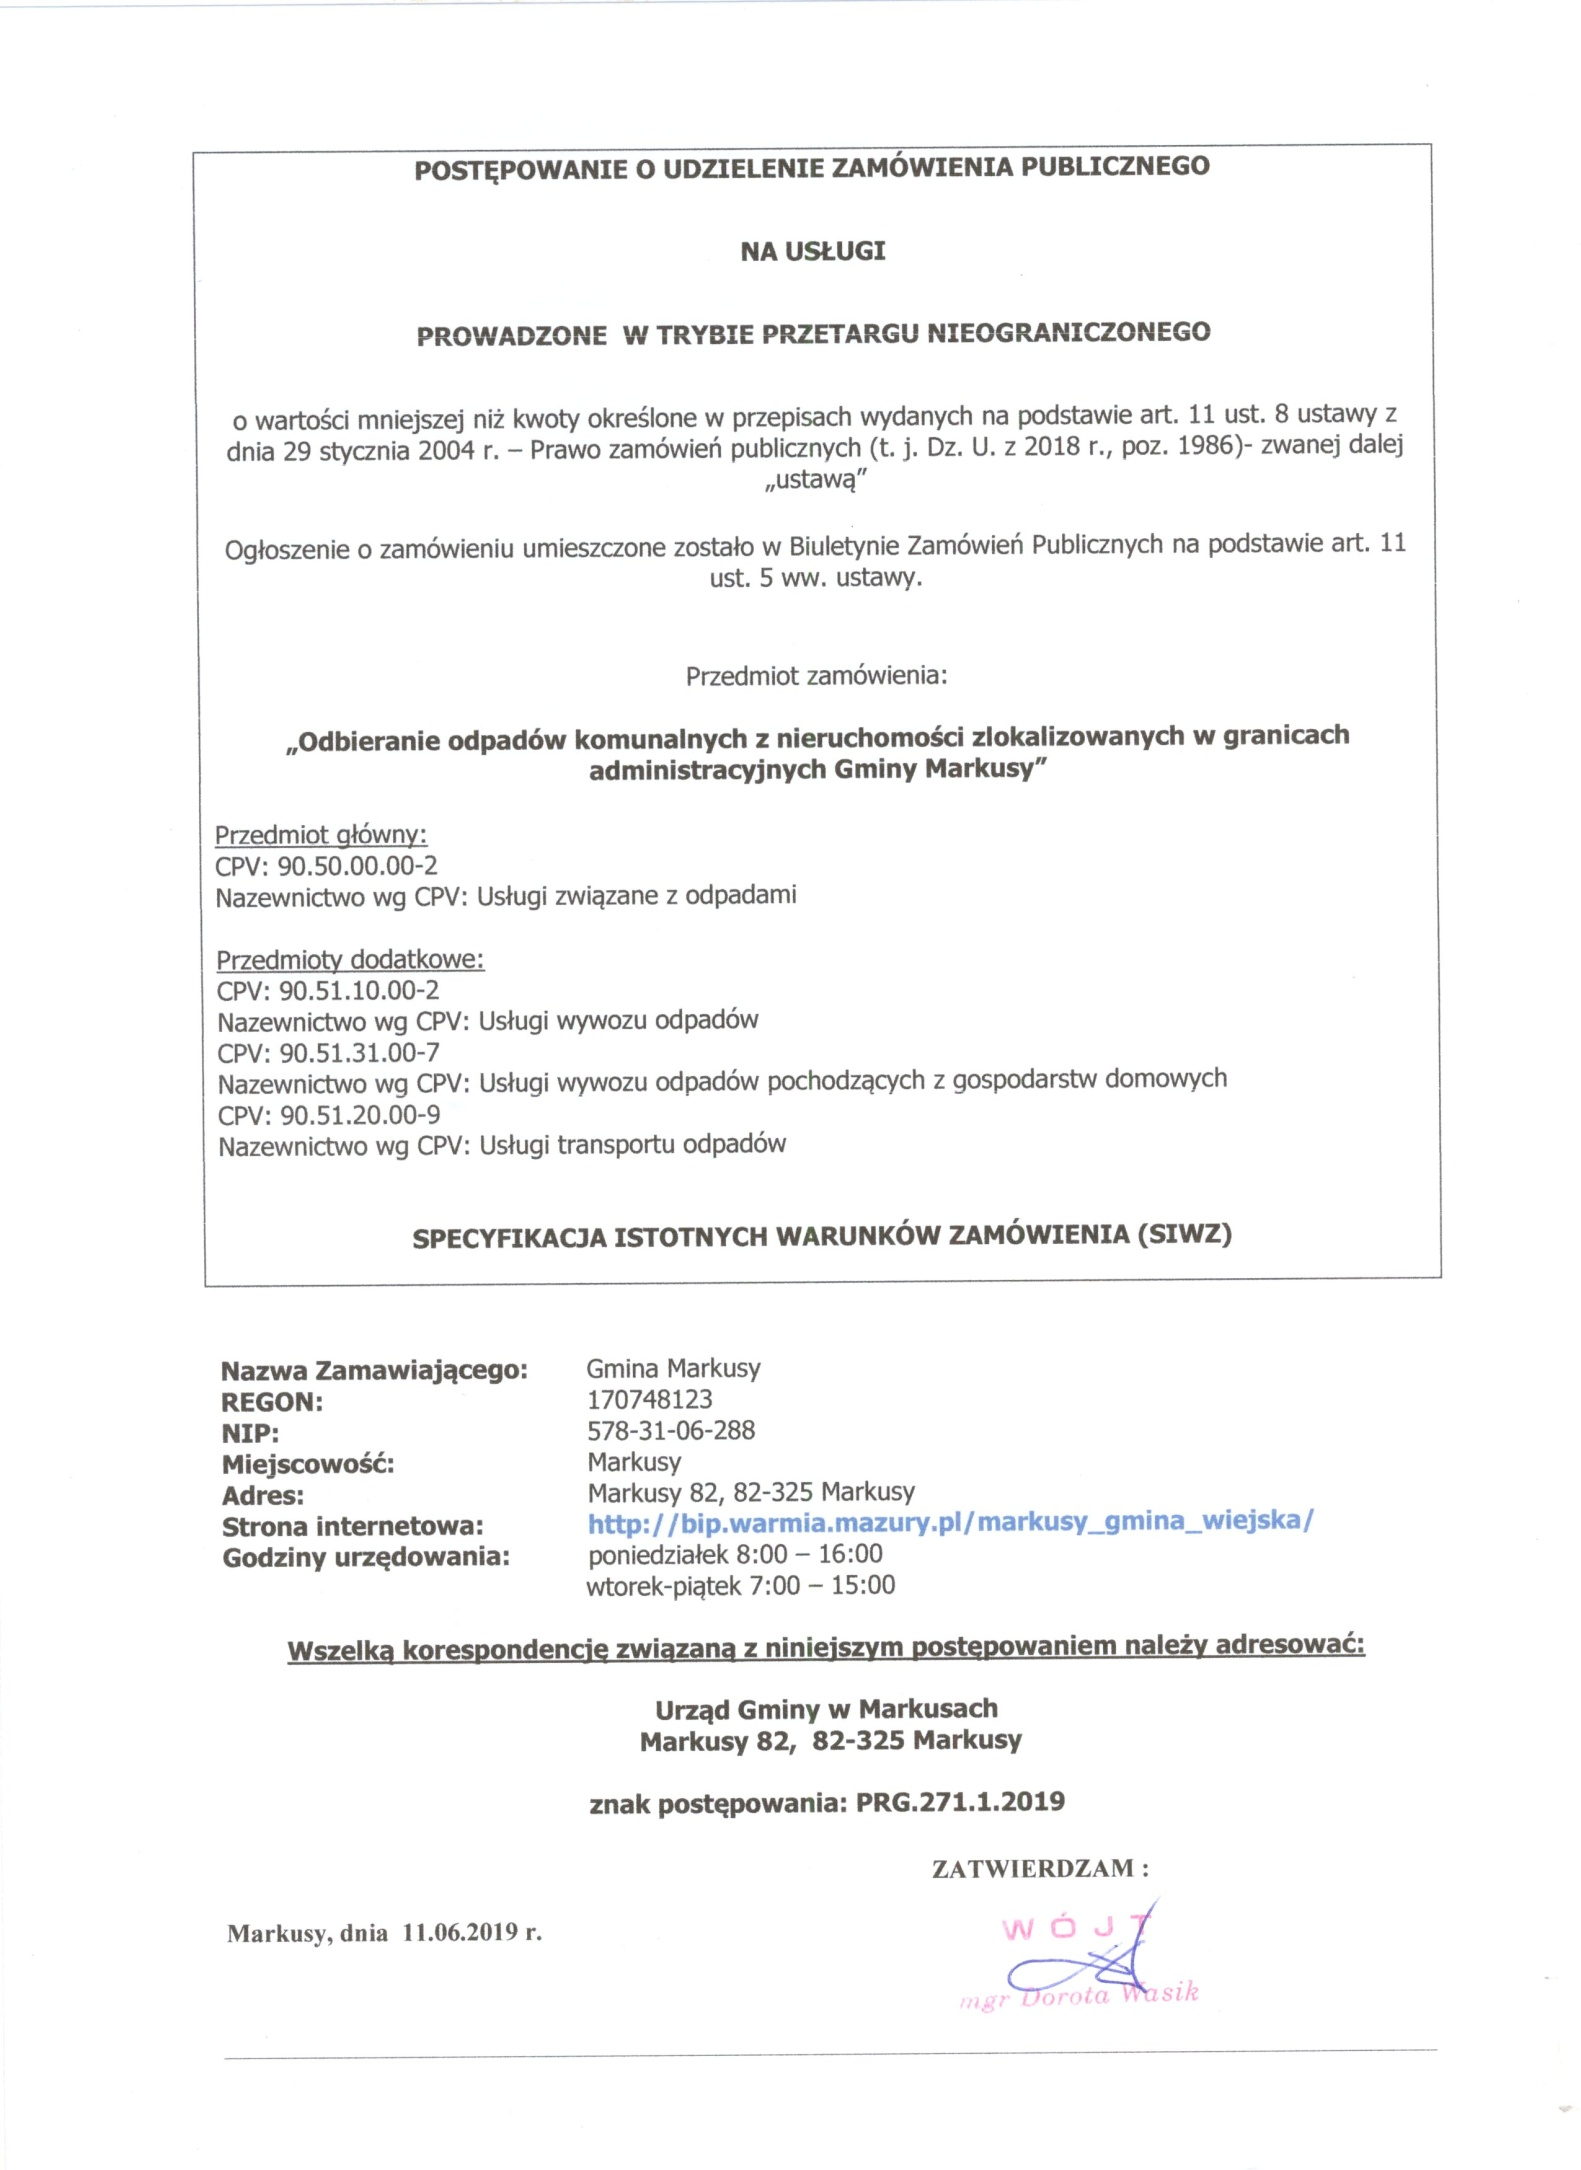 POSTĘPOWANIE O UDZIELENIE ZAMÓWIENIA PUBLICZNEGO
NA USŁUGI
PROWADZONE W TRYBIE PRZETARGU NIEOGRANICZONEGO
o wartości mniejszej niż kwoty określone w przepisach wydanych na podstawie art. 11 ust. 8 ustawy z
dnia 29 stycznia 2004 r. – Prawo zamówień publicznych (t. j. Dz. U. z 2018 r., poz. 1986)- zwanej dalej
„ustawą"
Ogłoszenie o zamówieniu umieszczone zostało w Biuletynie Zamówień Publicznych na podstawie art. 11
ust. 5 ww. ustawy.
Przedmiot zamówienia:
„Odbieranie odpadów komunalnych z nieruchomości zlokalizowanych w granicach
administracyjnych Gminy Markusy"
Przedmiot główny:
CPV: 90.50.00.00-2
Nazewnictwo wg CPV: Usługi związane z odpadami
Przedmioty dodatkowe:
CPV: 90.51.10.00-2
Nazewnictwo wg CPV: Usługi wywozu odpadów
CPV: 90.51.31.00-7
Nazewnictwo wg CPV: Usługi wywozu odpadów pochodzących z gospodarstw domowych
CPV: 90.51.20.00-9
Nazewnictwo wg CPV: Usługi transportu odpadów
SPECYFIKACJA ISTOTNYCH WARUNKÓW ZAMÓWIENIA (SIWZ)
Nazwa Zamawiającego: Gmina Markusy
REGON: 170748123
NIP: 578-31-06-288
Miejscowość: Markusy
Adres: Markusy 82, 82-325 Markusy
Strona internetowa: http://bip.warmia.mazury.pl/markusy_gmina_wiejska/
Godziny urzędowania: poniedziałek 8:00 – 16:00
wtorek-piątek 7:00 – 15:00
Wszelką korespondencję związaną z niniejszym postępowaniem należy adresować:
Urząd Gminy w Markusach
Markusy 82, 82-325 Markusy
znak postępowania: PRG.271.1.2019
ZATWIERDZAM :
Markusy, dnia 11.06.2019 r.
WÓJT
mgr Dorota Wasik